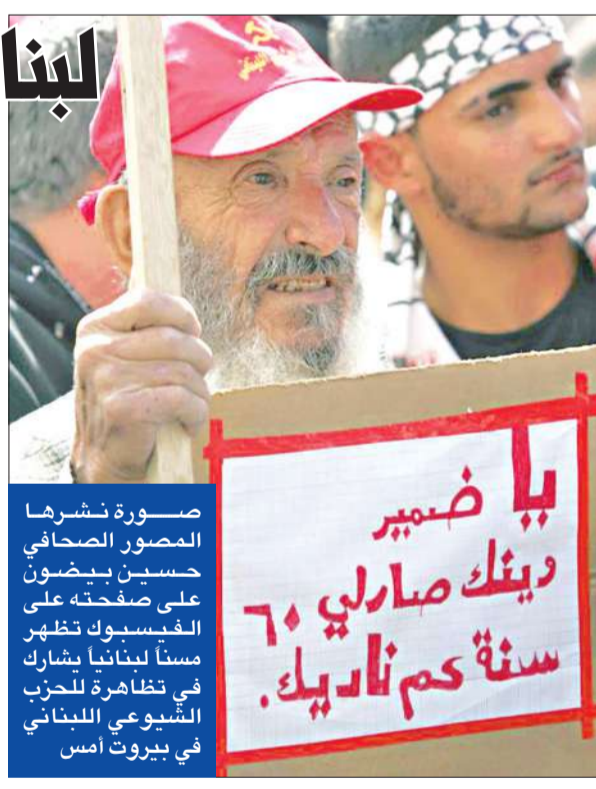 لبنا
يا ضمير
وينك صارلي ٦٠
سنة عم ناديك.
صورة نشرها
المصور الصحافي
حسين بيضون
على صفحته على
الفيسبوك تظهر
مسناً لبنانياً يشارك
في تظاهرة للحزب
الشيوعي اللبناني
في بيروت أمس